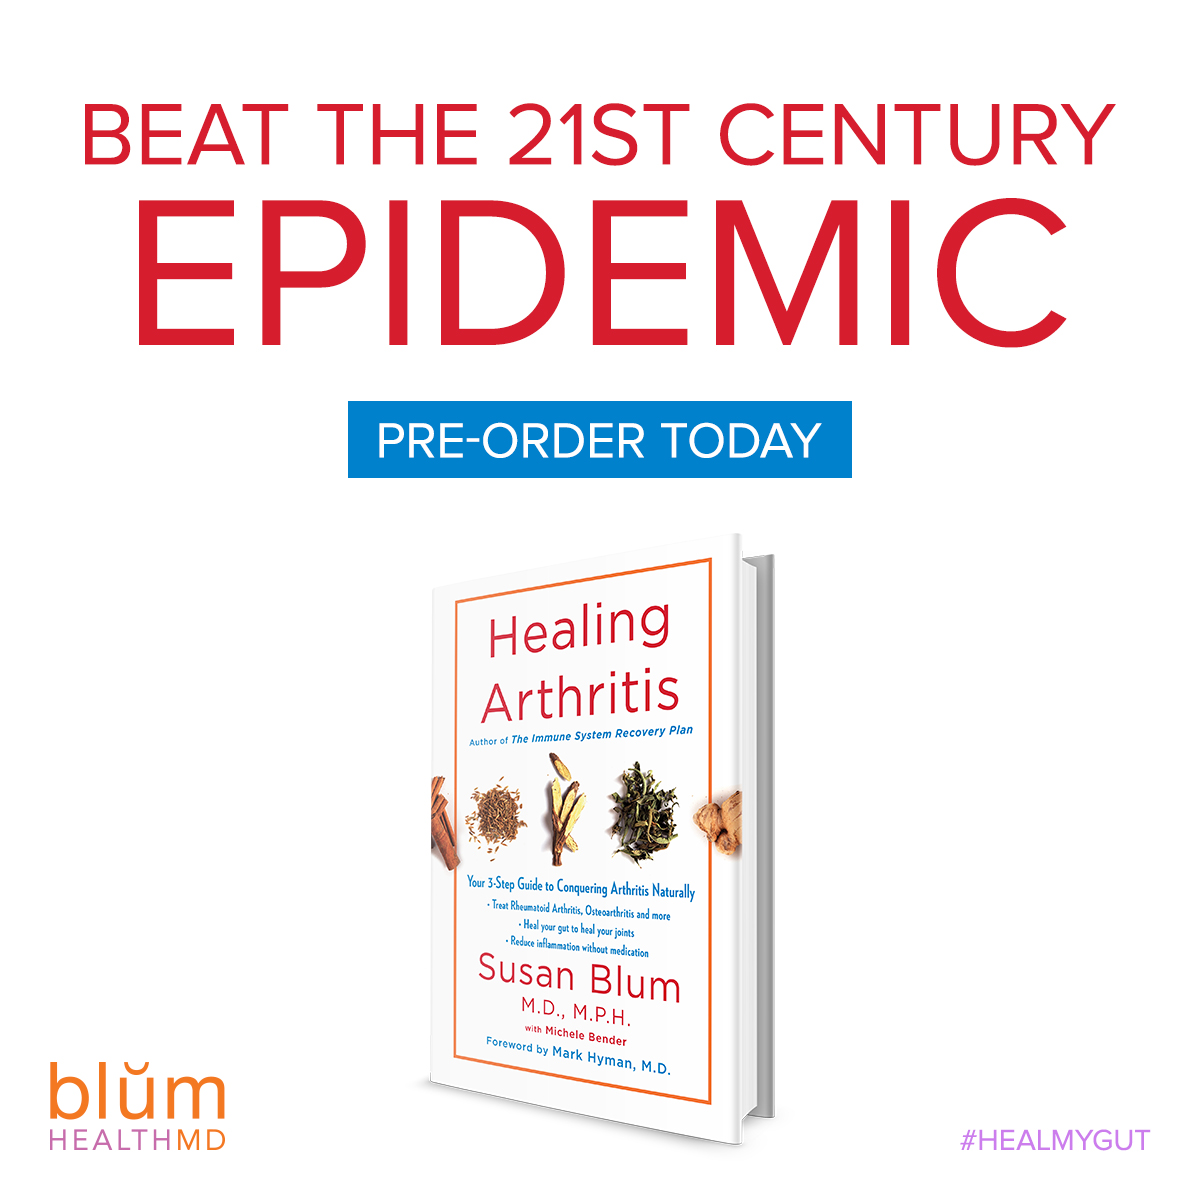 BEAT THE 21ST CENTURY
EPIDEMIC
PRE-ORDER TODAY
Healing
Arthritis
Author of The Immune System Recovery Plan
Your 3-Step Guide to Conquering Arthritis Naturally
• Treat Rheumatoid Arthritis, Osteoarthritis and more
• Heal your gut to heal your joints
• Reduce inflammation without medication
Susan Blum
M.D., M.P.H.
with Michele Bender
Foreword by Mark Hyman, M.D.
blŭm
HEALTHMD
#HEALMYGUT